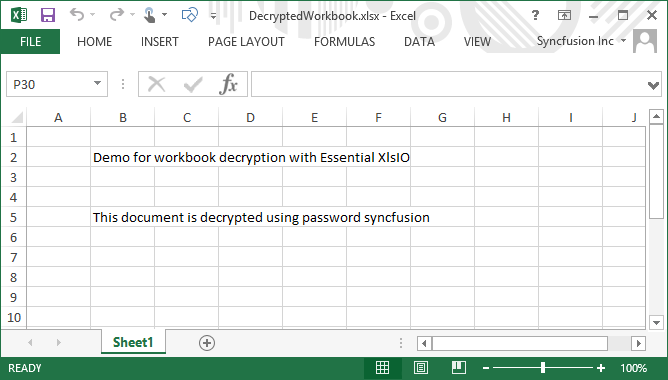 DecryptedWorkbook.xlsx - Excel
?
FILE HOME INSERT PAGE LAYOUT FORMULAS DATA VIEW Syncfusion Inc
P30 fx
A B C D E F G H I J
1
2 Demo for workbook decryption with Essential XlsIO
3
4
5 This document is decrypted using password syncfusion
6
7
8
9
10
Sheet1
READY 100%